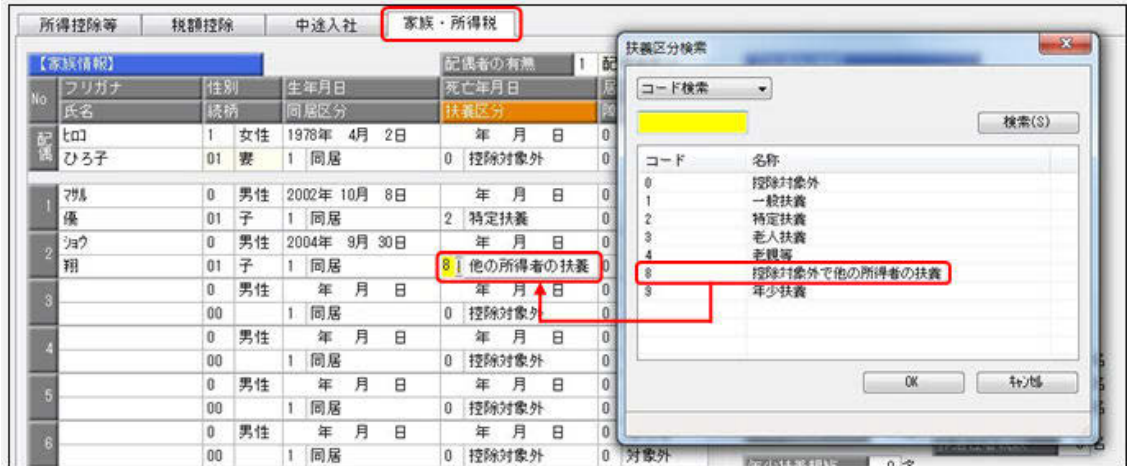 所得控除等 税額控除 中途入社 家族・所得税
【家族情報】 配偶者の有無 1 配
No フリガナ 性別 生年月日 死亡年月日
氏名 続柄 同居区分 扶養区分
配偶 ヒロコ 1 女性 1978年 4月 2日 年 月 日 0
ひろ子 01 妻 1 同居 0 控除対象外 0
1 マサル 0 男性 2002年 10月 8日 年 月 日 0
優 01 子 1 同居 2 特定扶養 0
2 ショウ 0 男性 2004年 9月 30日 年 月 日 0
翔 01 子 1 同居 8 他の所得者の扶養 0
3 0 男性 年 月 日 年 月 日 0
00 1 同居 0 控除対象外 0
4 0 男性 年 月 日 年 月 日 0
00 1 同居 0 控除対象外 0
5 0 男性 年 月 日 年 月 日 0
00 1 同居 0 控除対象外 0
6 0 男性 年 月 日 年 月 日 0
00 1 同居 0 控除対象外 0 対象外
扶養区分検索
コード検索
検索(S)
コード 名称
0 控除対象外
1 一般扶養
2 特定扶養
3 老人扶養
4 老親等
8 控除対象外で他の所得者の扶養
9 年少扶養
OK キャンセル
0 名